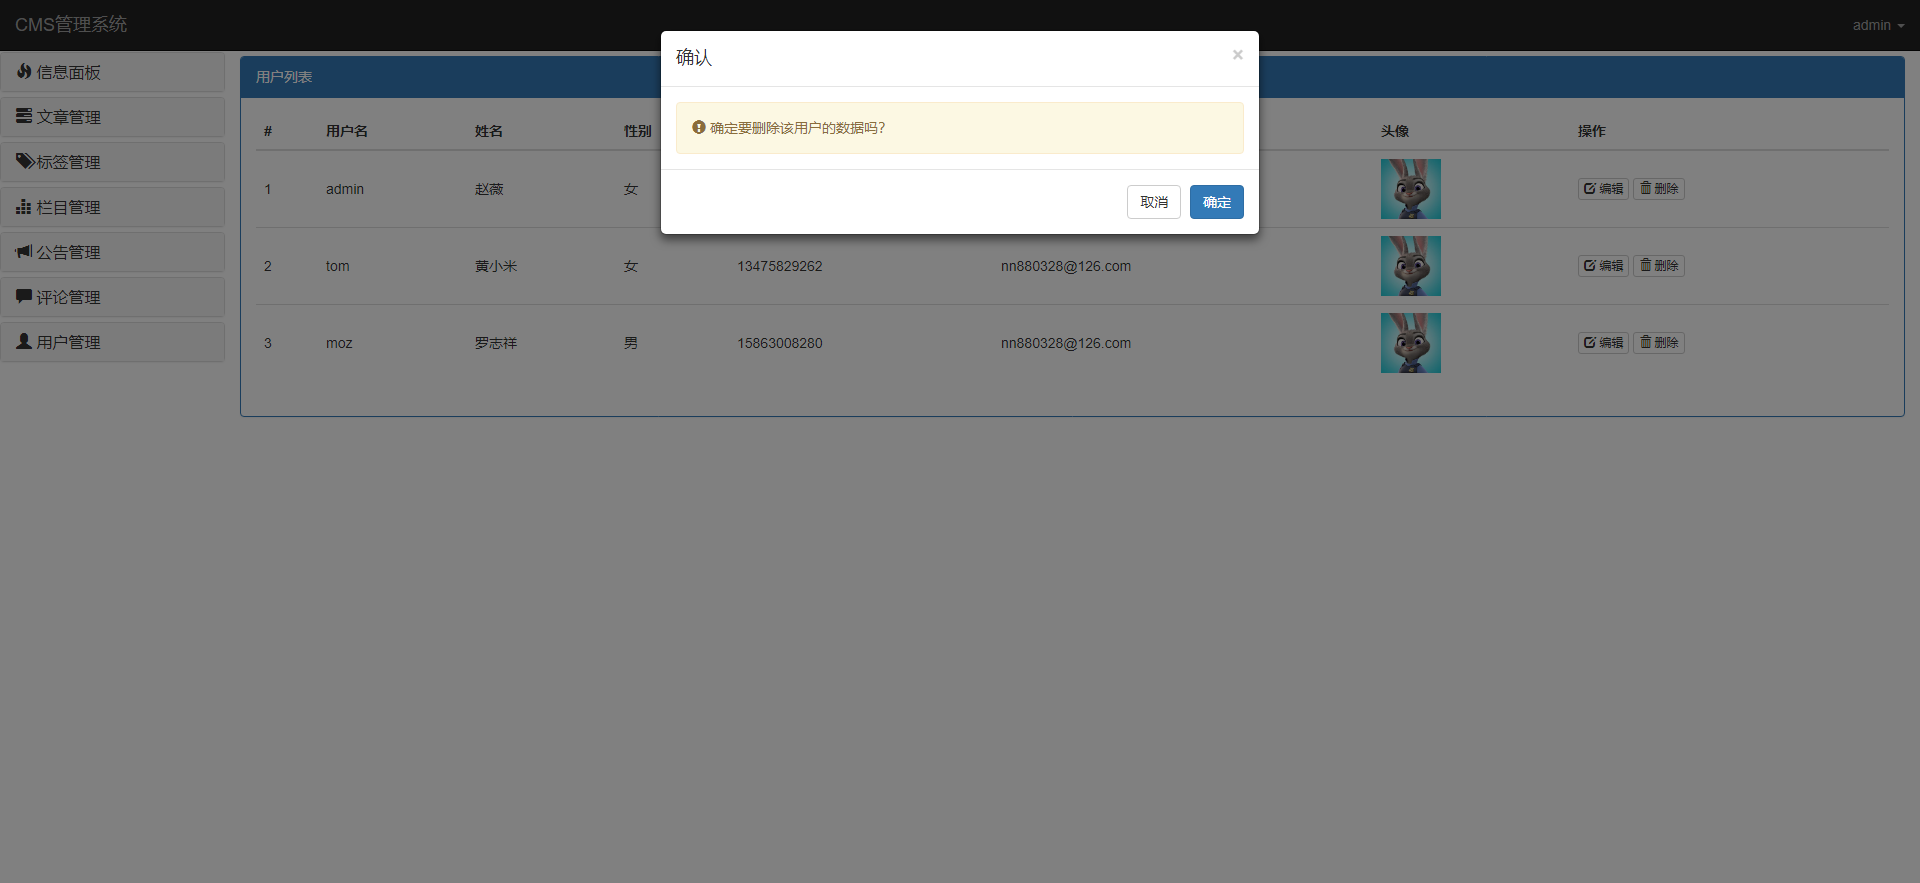 CMS管理系统
admin
确认
×
信息面板
文章管理
标签管理
栏目管理
公告管理
评论管理
用户管理
用户列表
确定要删除该用户的数据吗?
取消 确定
# 用户名 姓名 性别 头像 操作
1 admin 赵薇 女 编辑 删除
2 tom 黄小米 女 13475829262 nn880328@126.com 编辑 删除
3 moz 罗志祥 男 15863008280 nn880328@126.com 编辑 删除